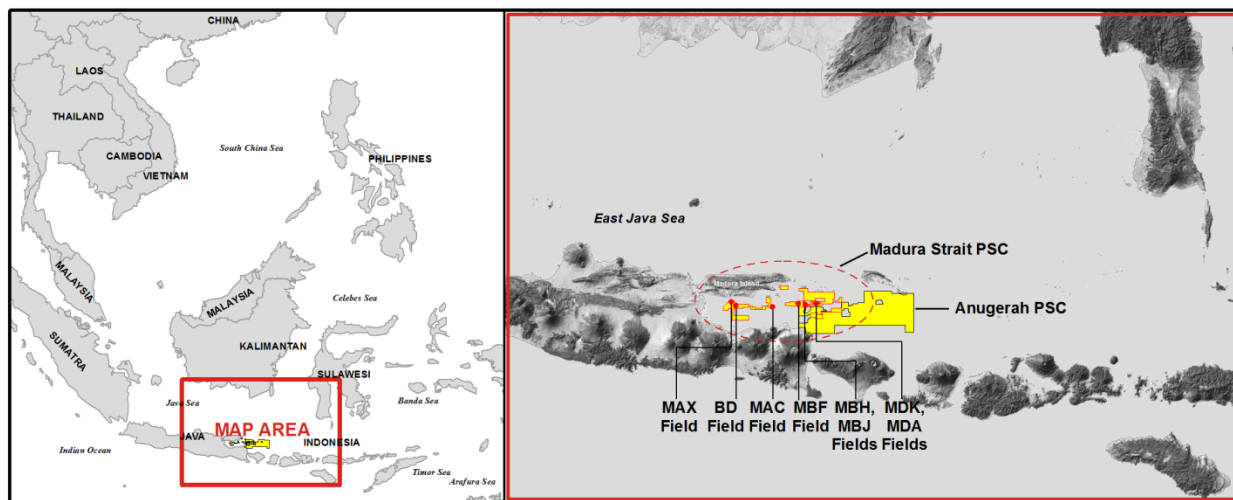 CHINA
LAOS
THAILAND
CAMBODIA
VIETNAM
South China Sea
PHILIPPINES
MALAYSIA
MALAYSIA
Celebes Sea
SUMATRA
KALIMANTAN
SULAWESI
Java Sea
Banda Sea
JAVA
MAP AREA
INDONESIA
Indian Ocean
Timor Sea
Arafura Sea
East Java Sea
Madura Strait PSC
Madura Island
Anugerah PSC
MAX
Field
BD
Field
MAC
Field
MBF
Field
MBH,
MBJ
Fields
MDK,
MDA
Fields